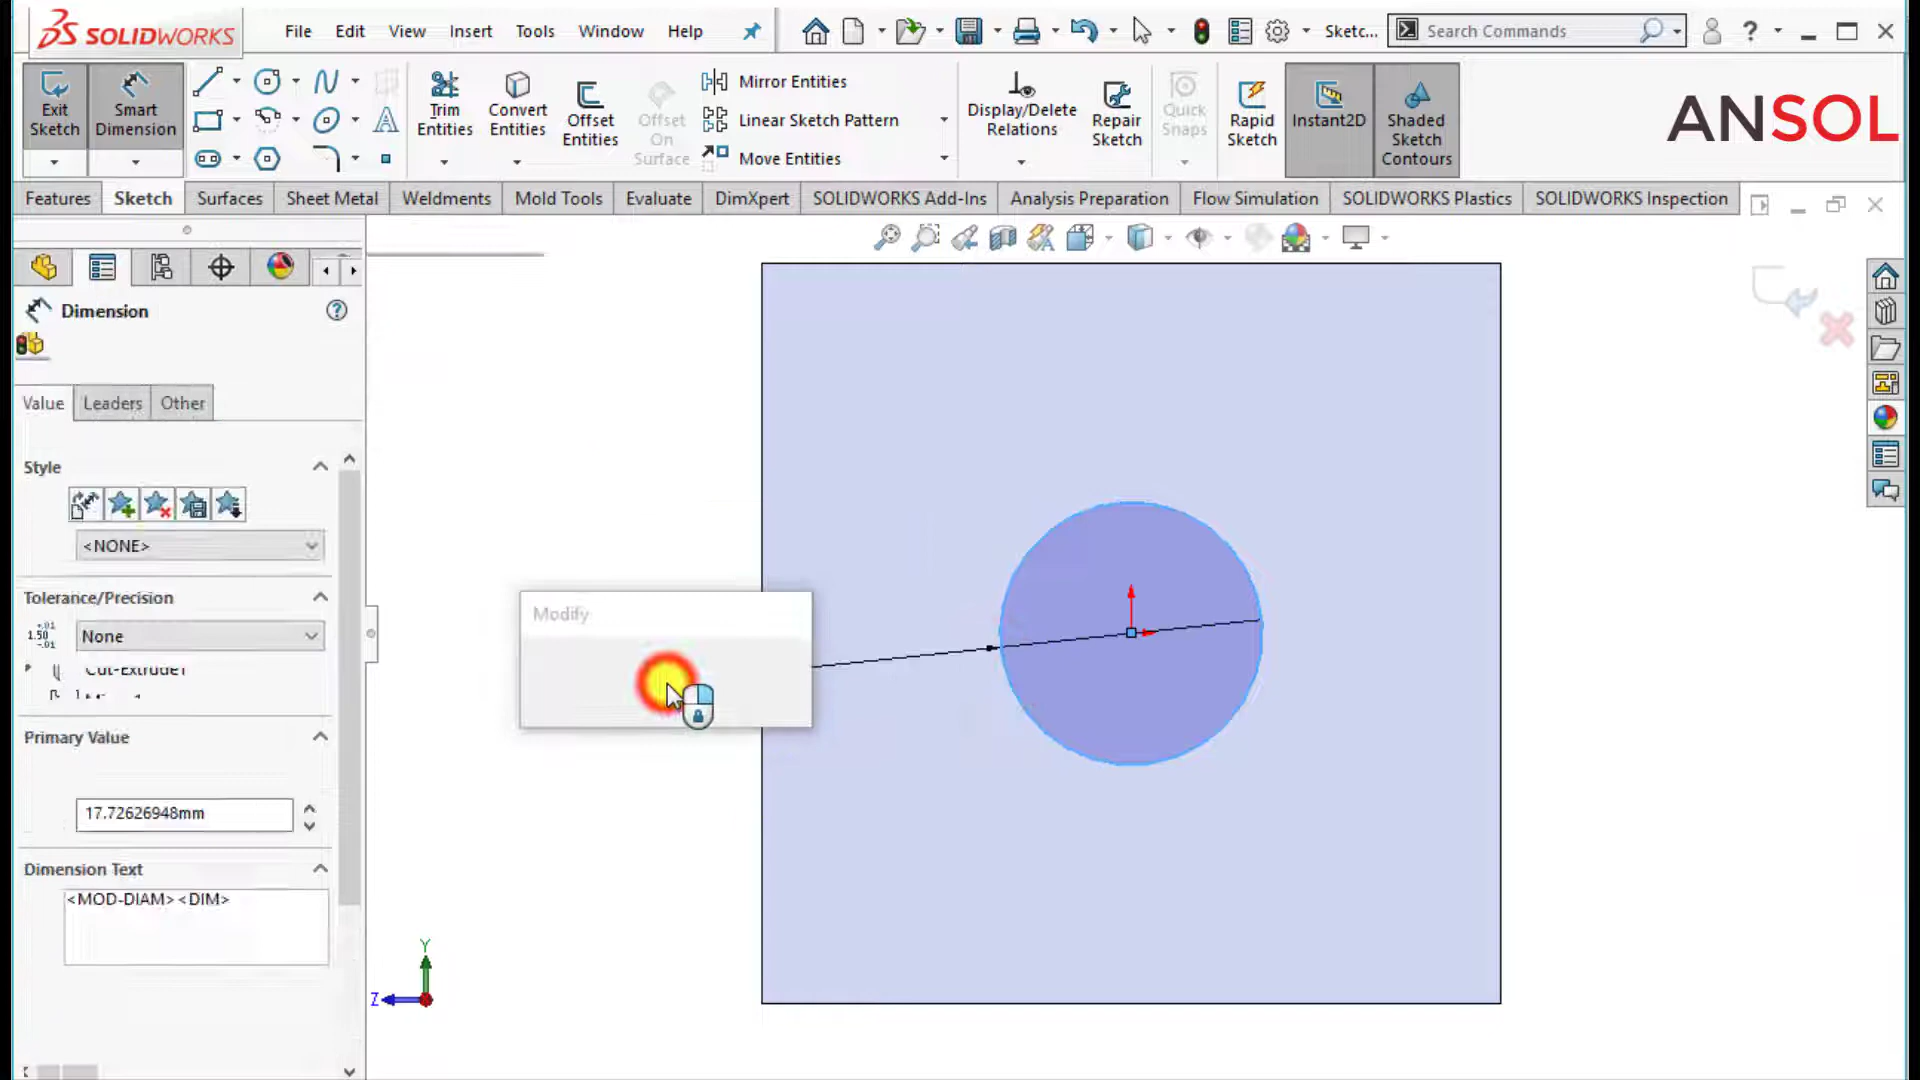 SOLIDWORKS
File Edit View Insert Tools Window Help
Sketc...
Search Commands
Exit Sketch
Smart Dimension
Trim Entities
Convert Entities
Offset Entities
Offset On Surface
Mirror Entities
Linear Sketch Pattern
Move Entities
Display/Delete Relations
Repair Sketch
Quick Snaps
Rapid Sketch
Instant2D
Shaded Sketch Contours
ANSOL
Features Sketch Surfaces Sheet Metal Weldments Mold Tools Evaluate DimXpert SOLIDWORKS Add-Ins Analysis Preparation Flow Simulation SOLIDWORKS Plastics SOLIDWORKS Inspection
Dimension
Value Leaders Other
Style
<NONE>
Tolerance/Precision
None
Cut-Extrude1
Primary Value
17.72626948mm
Dimension Text
<MOD-DIAM><DIM>
Modify
Y
Z